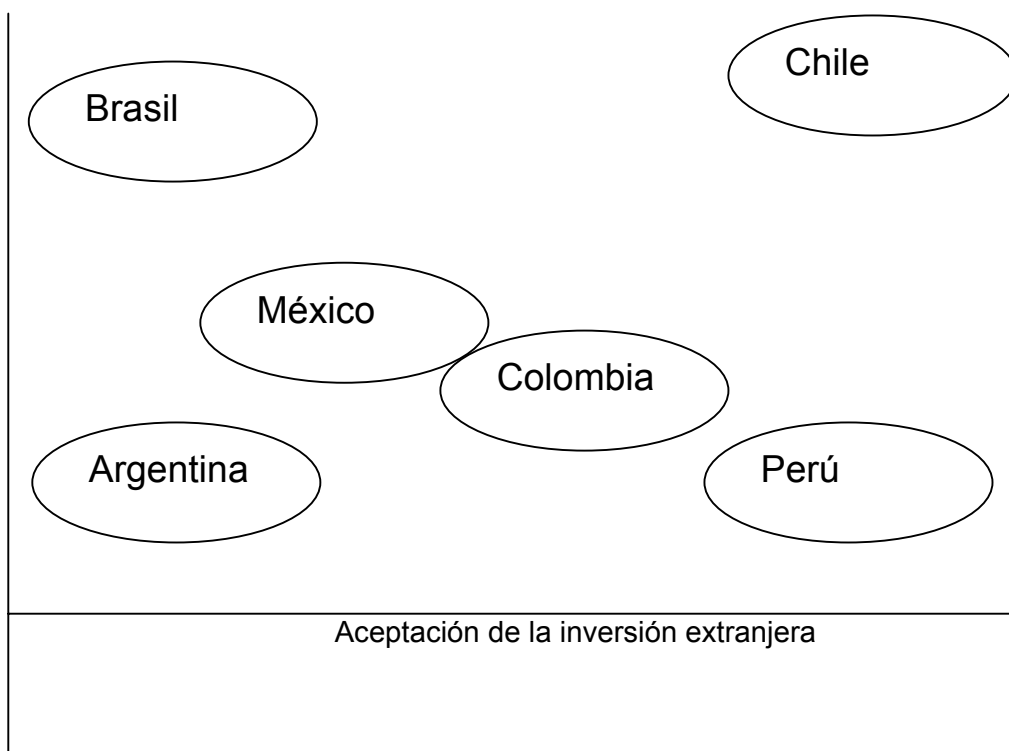 Chile
Brasil
México
Colombia
Argentina
Perú
Aceptación de la inversión extranjera